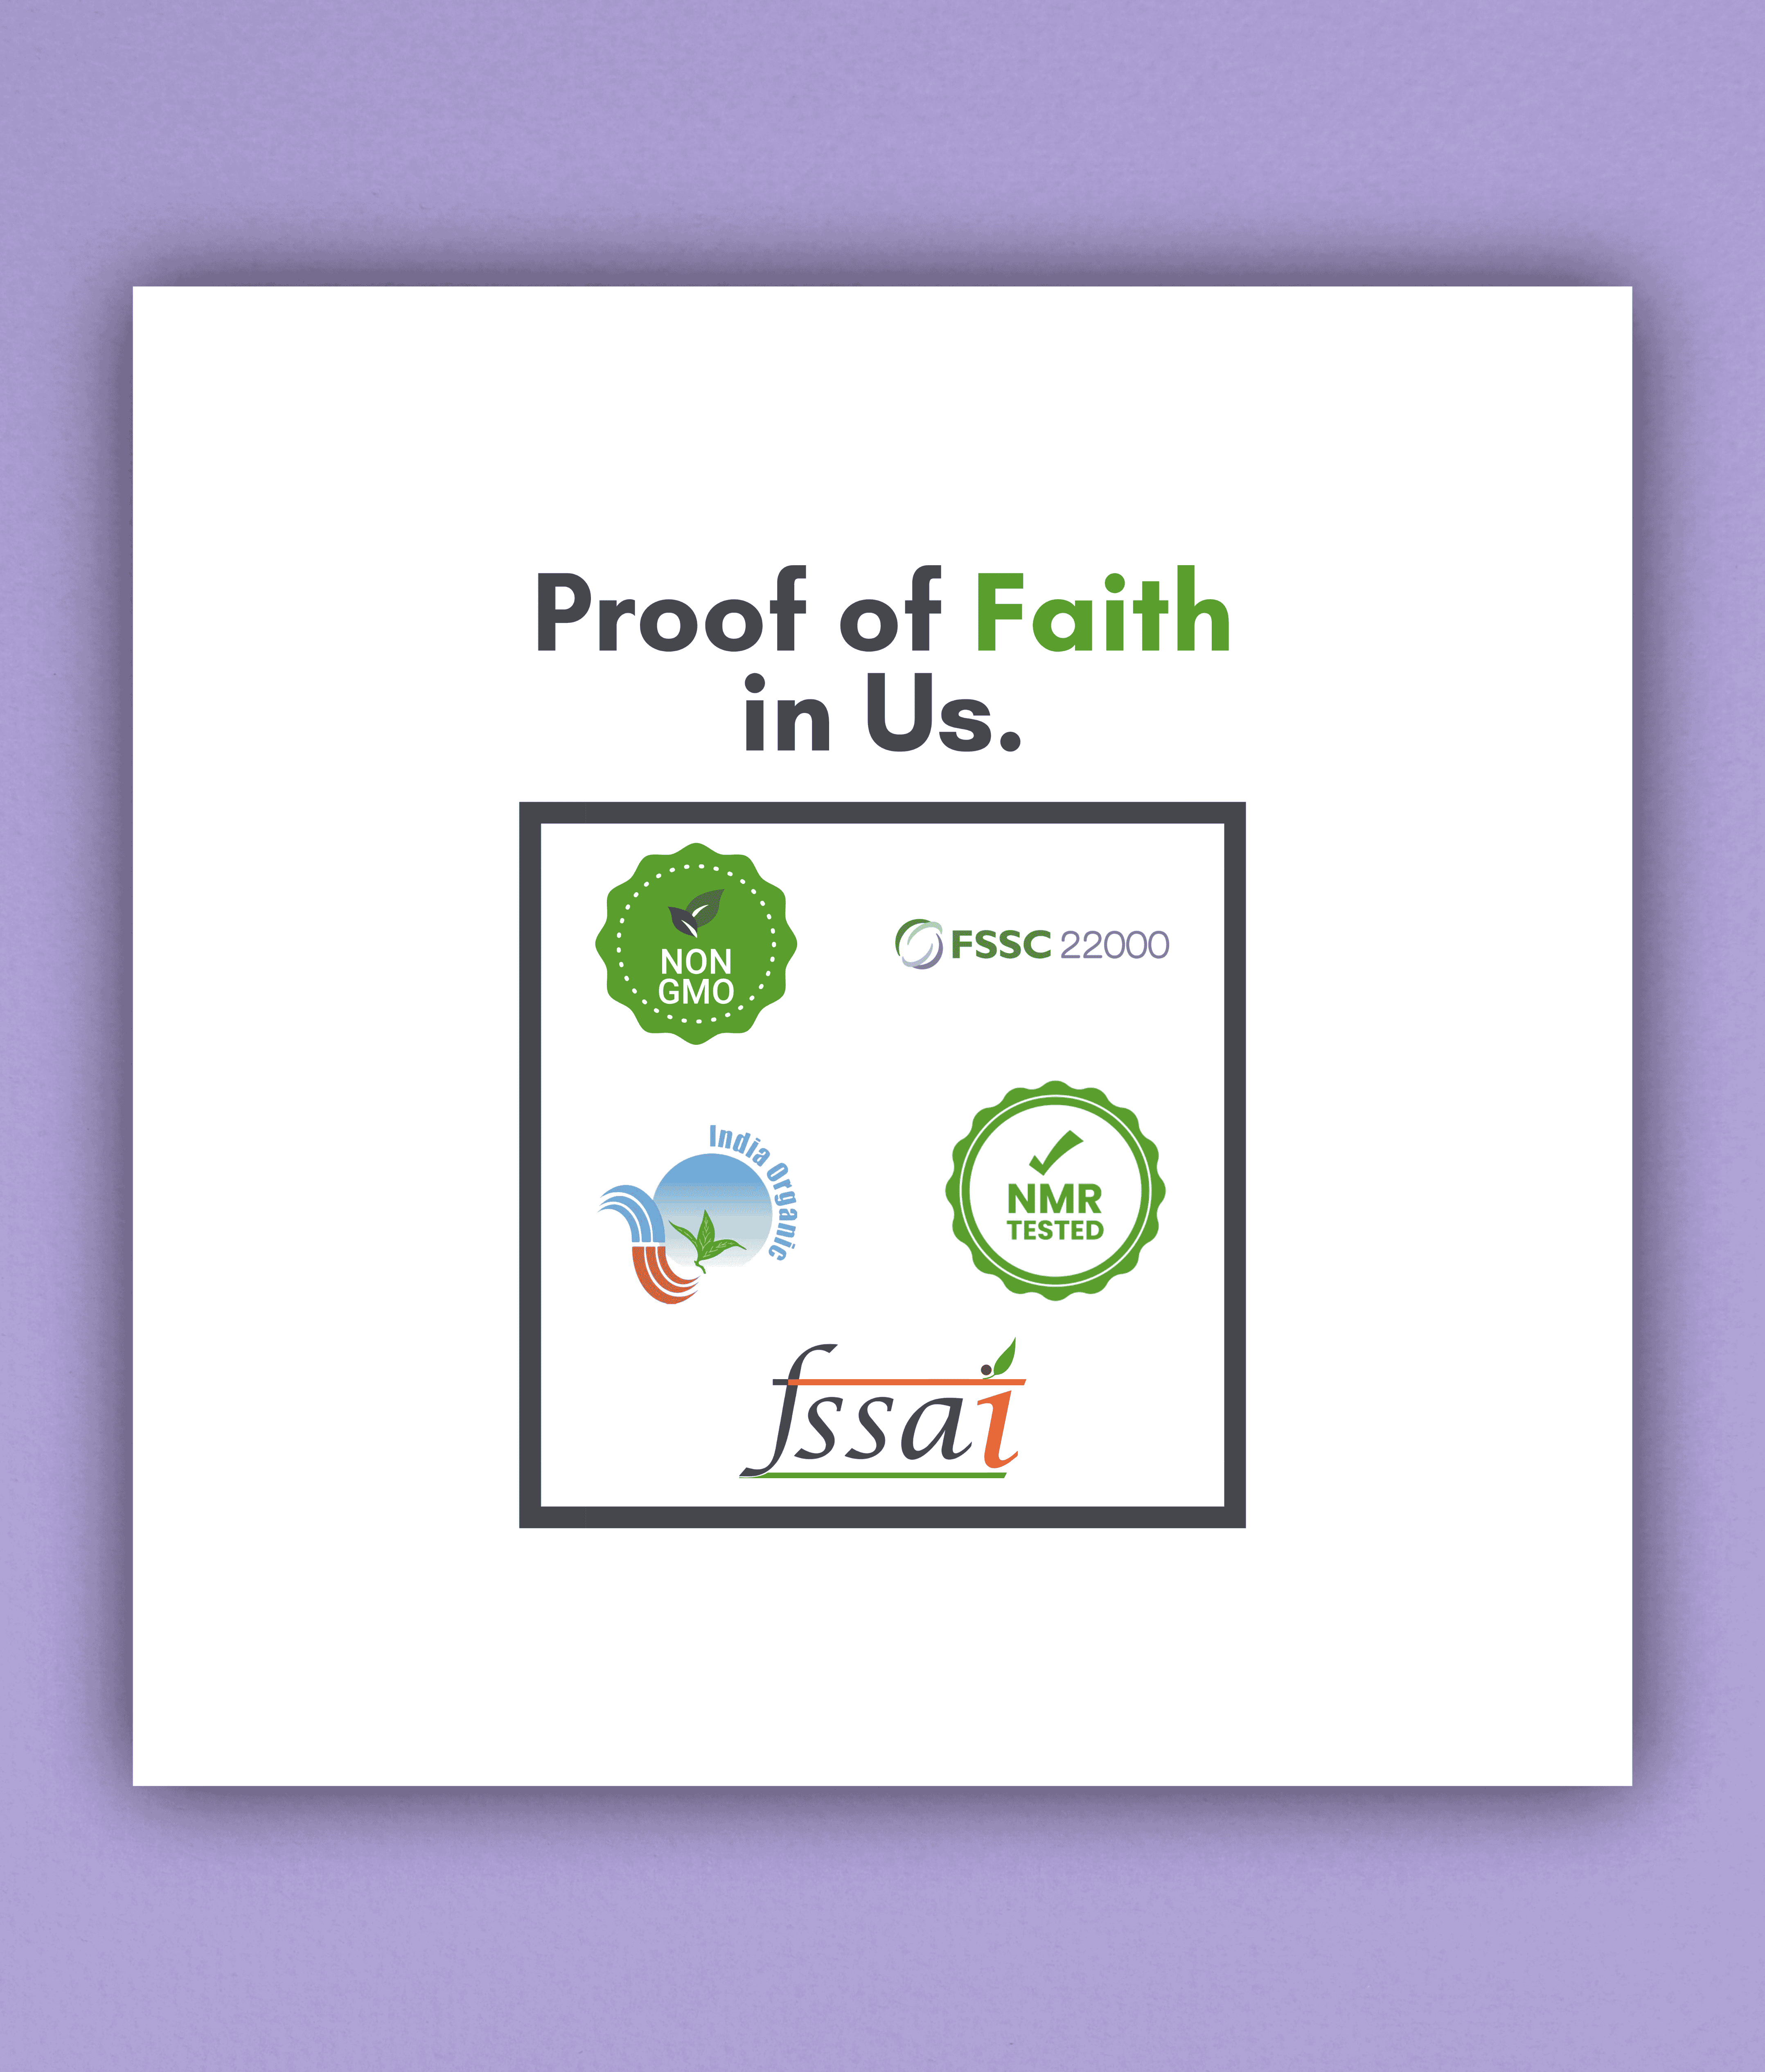 Proof of Faith
in Us.
NON
GMO
FSSC 22000
India Organic
NMR
TESTED
fssai